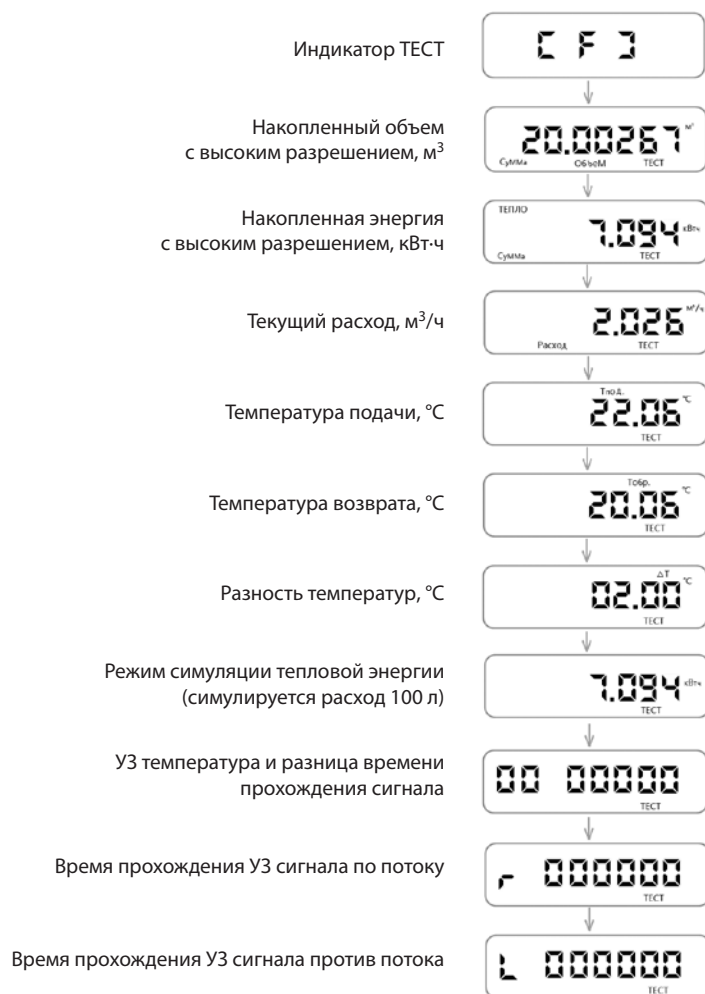 Индикатор ТЕСТ
[ F ]
Накопленный объем
с высоким разрешением, м³
20.00267 м³
Сумма Объем ТЕСТ
Накопленная энергия
с высоким разрешением, кВт·ч
ТЕПЛО
7.094 кВтч
Сумма ТЕСТ
Текущий расход, м³/ч
2.026 м³/ч
Расход ТЕСТ
Температура подачи, °С
Тпод.
22.06 °С
ТЕСТ
Температура возврата, °С
Тобр.
20.06 °С
ТЕСТ
Разность температур, °С
△Т
02.00 °С
ТЕСТ
Режим симуляции тепловой энергии
(симулируется расход 100 л)
7.094 кВтч
ТЕСТ
УЗ температура и разница времени
прохождения сигнала
00 00000
ТЕСТ
Время прохождения УЗ сигнала по потоку
r 000000
ТЕСТ
Время прохождения УЗ сигнала против потока
L 000000
ТЕСТ